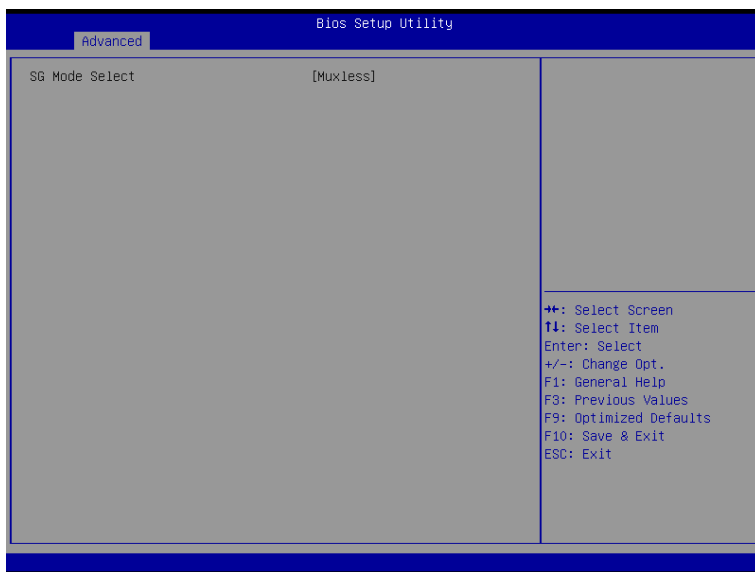 Bios Setup Utility
Advanced
SG Mode Select [Muxless]
→←: Select Screen
↑↓: Select Item
Enter: Select
+/-: Change Opt.
F1: General Help
F3: Previous Values
F9: Optimized Defaults
F10: Save & Exit
ESC: Exit